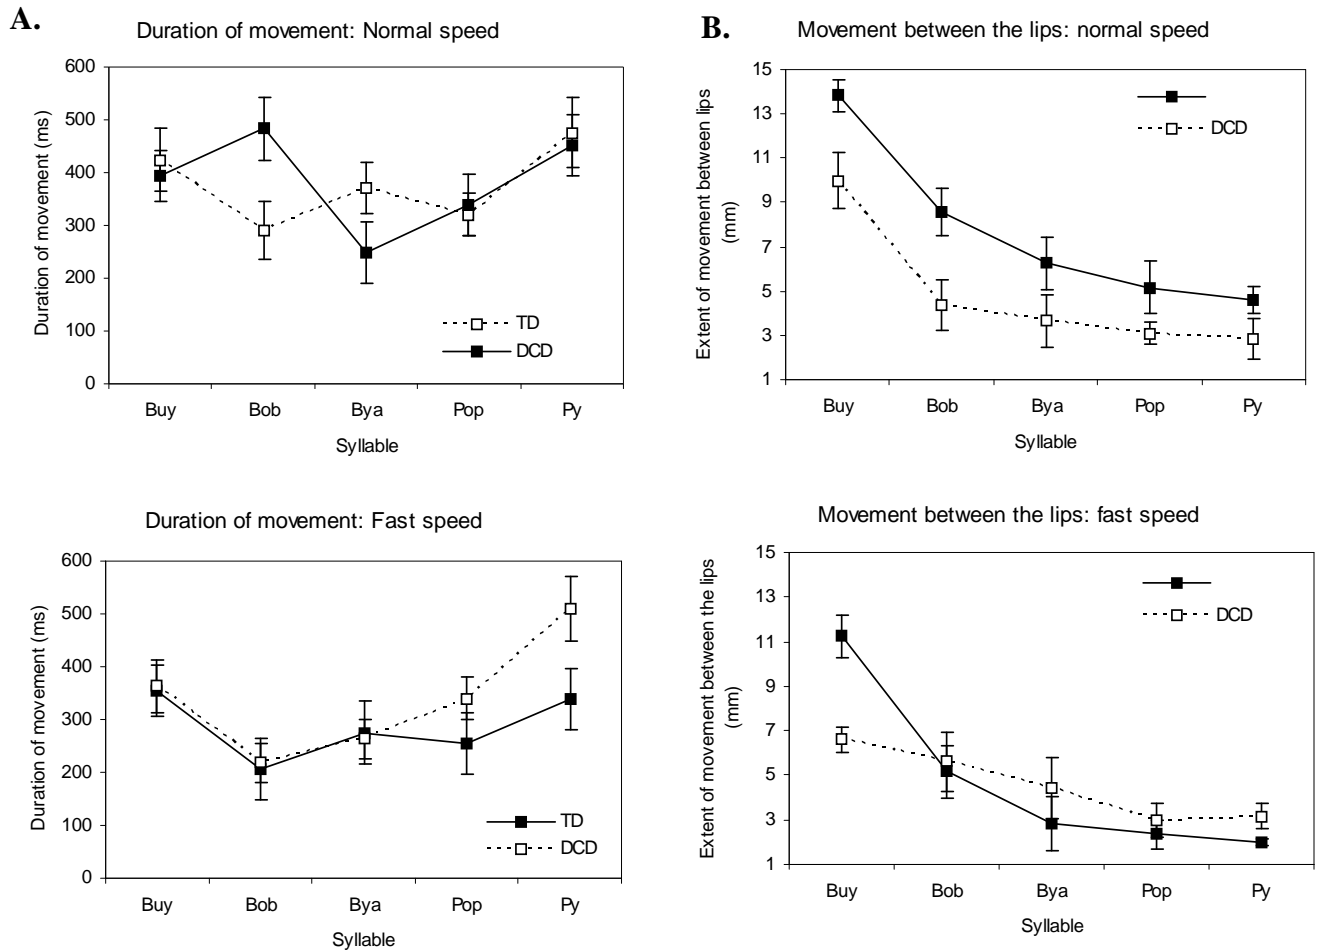 A.
Duration of movement: Normal speed
600
500
400
300
200
100
0
Duration of movement (ms)
TD
DCD
Buy Bob Bya Pop Py
Syllable
B.
Movement between the lips: normal speed
15
13
11
9
7
5
3
1
Extent of movement between lips
(mm)
DCD
Buy Bob Bya Pop Py
Syllable
Duration of movement: Fast speed
600
500
400
300
200
100
0
Duration of movement (ms)
TD
DCD
Buy Bob Bya Pop Py
Syllable
Movement between the lips: fast speed
15
13
11
9
7
5
3
1
Extent of movement between the lips
(mm)
DCD
Buy Bob Bya Pop Py
Syllable